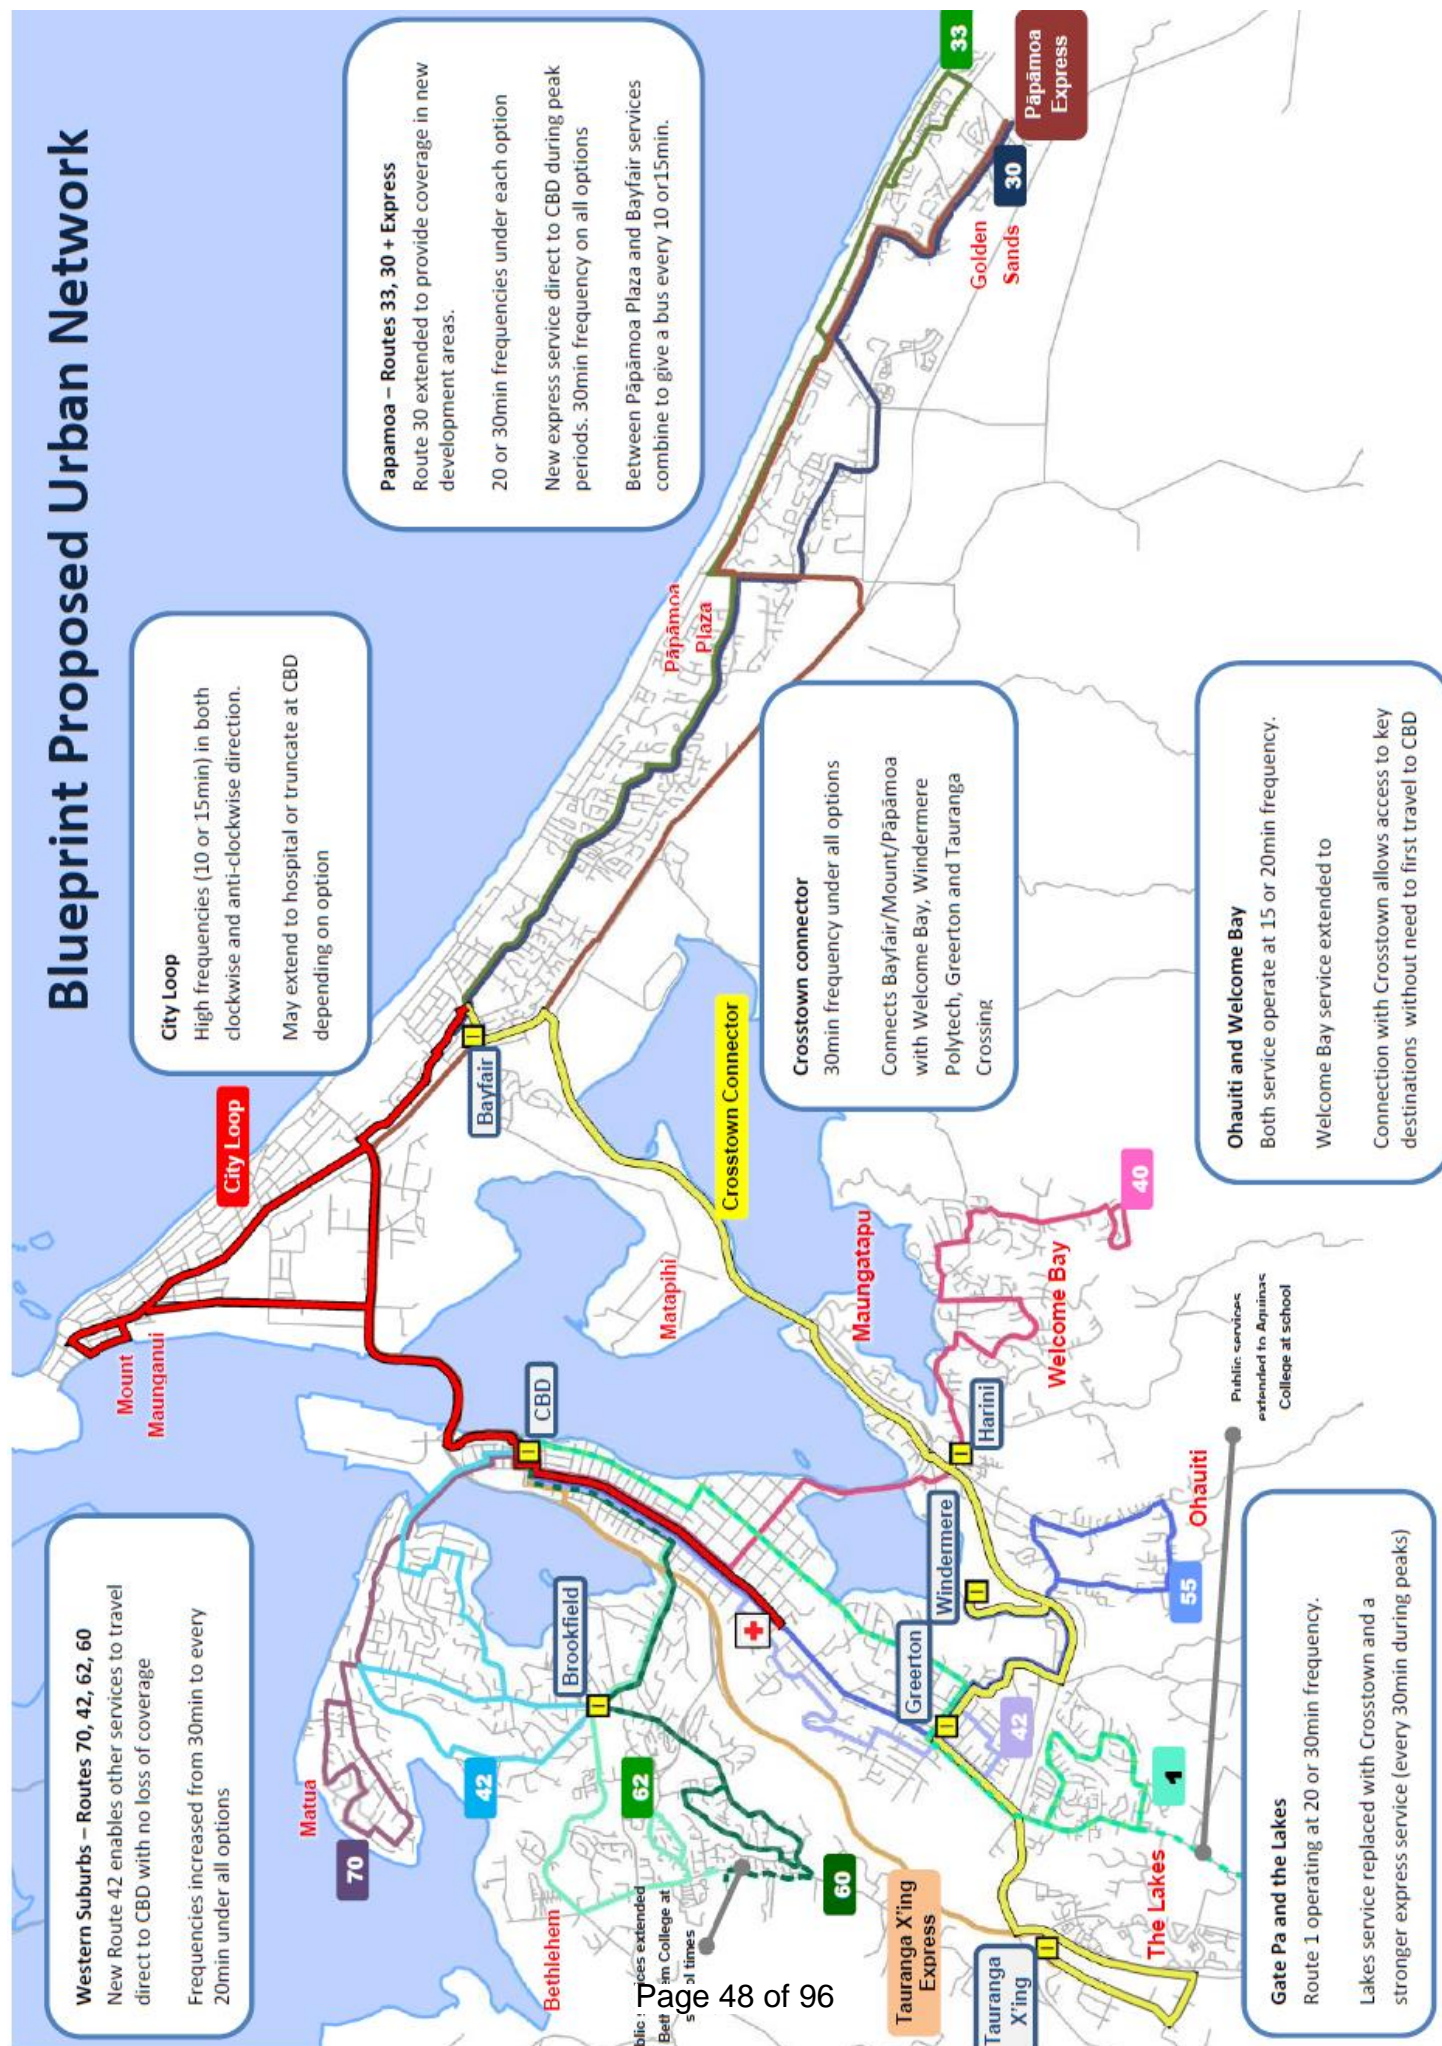 Blueprint Proposed Urban Network
Western Suburbs – Routes 70, 42, 62, 60
New Route 42 enables other services to travel
direct to CBD with no loss of coverage
Frequencies increased from 30min to every
20min under all options
City Loop
High frequencies (10 or 15min) in both
clockwise and anti-clockwise direction.
May extend to hospital or truncate at CBD
depending on option
Papamoa – Routes 33, 30 + Express
Route 30 extended to provide coverage in new
development areas.
20 or 30min frequencies under each option
New express service direct to CBD during peak
periods. 30min frequency on all options
Between Pāpāmoa Plaza and Bayfair services
combine to give a bus every 10 or15min.
Crosstown connector
30min frequency under all options
Connects Bayfair/Mount/Pāpāmoa
with Welcome Bay, Windermere
Polytech, Greerton and Tauranga
Crossing
Ohauiti and Welcome Bay
Both service operate at 15 or 20min frequency.
Welcome Bay service extended to
Connection with Crosstown allows access to key
destinations without need to first travel to CBD
Gate Pa and the Lakes
Route 1 operating at 20 or 30min frequency.
Lakes service replaced with Crosstown and a
stronger express service (every 30min during peaks)
Mount
Maunganui
City Loop
Bayfair
Pāpāmoa
Plaza
33
Pāpāmoa
Express
30
Golden
Sands
Matua
70
42
CBD
Brookfield
Matapihi
Crosstown Connector
Maungatapu
40
Welcome Bay
Harini
Windermere
Greerton
42
55
Ohauiti
Public services
extended to Aquinas
College at school
62
60
Bethlehem
blic
ices extended
Beth
em College at
s
ol times
Tauranga X'ing
Express
Tauranga
X'ing
The Lakes
1
I
I
I
I
I
I
I
Page 48 of 96